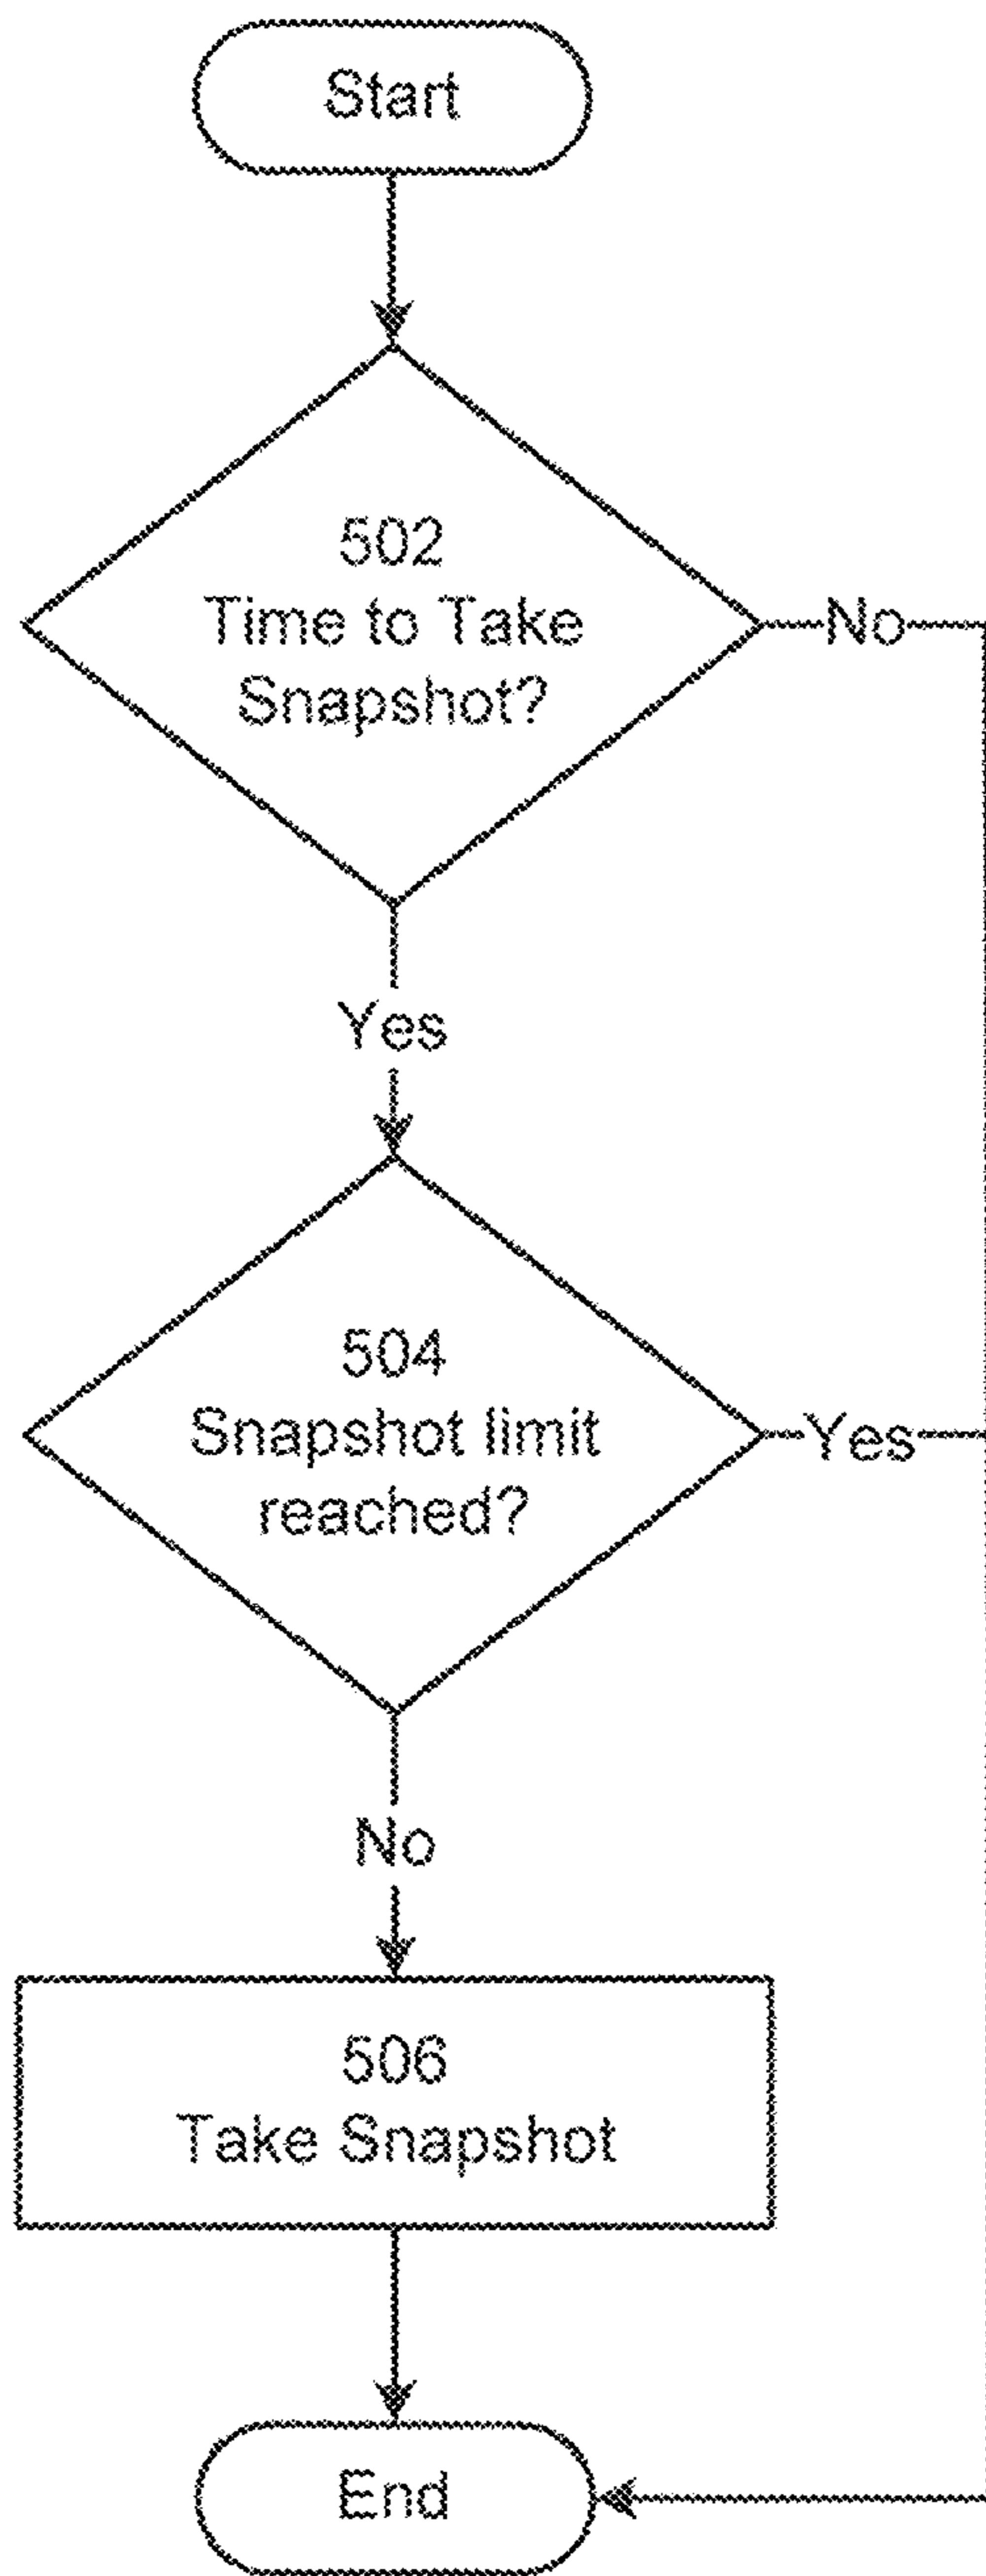 Start
502
Time to Take
Snapshot?
No
Yes
504
Snapshot limit
reached?
Yes
No
506
Take Snapshot
End